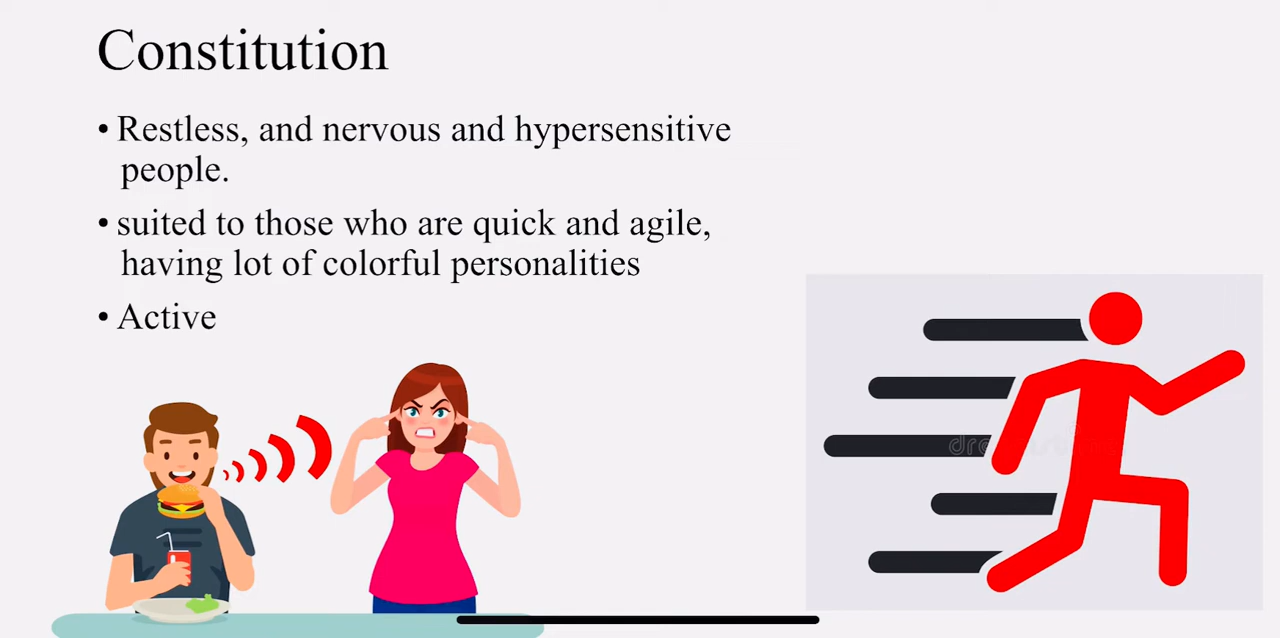 Constitution
• Restless, and nervous and hypersensitive
people.
• suited to those who are quick and agile,
having lot of colorful personalities
• Active